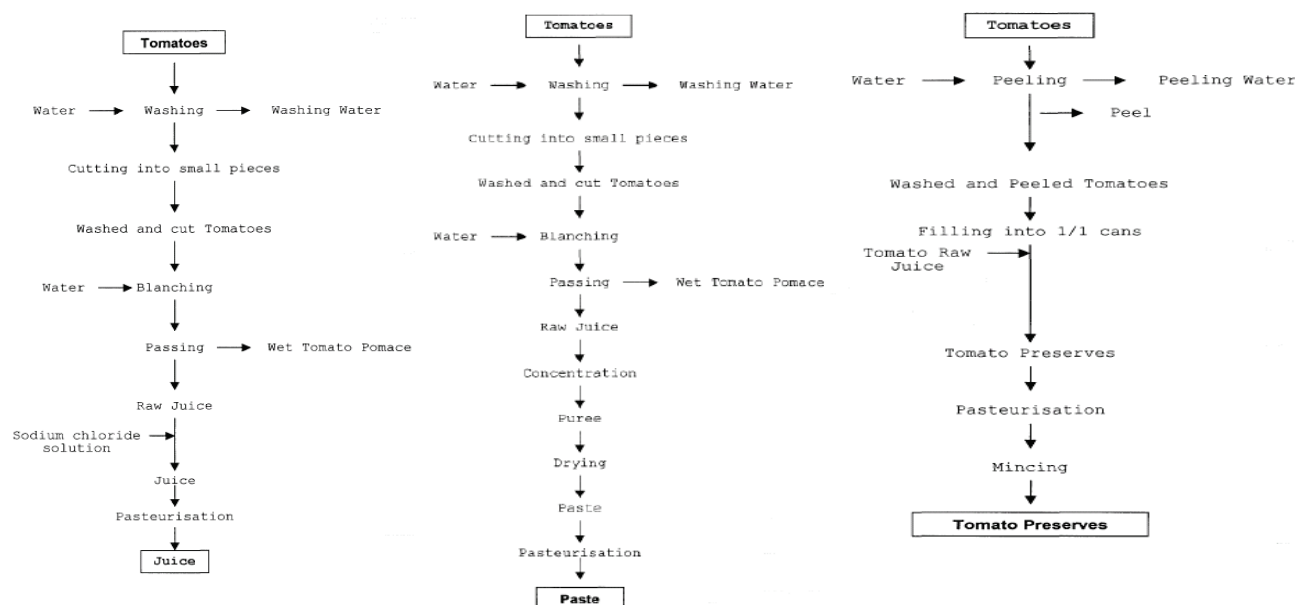 Tomatoes
Water
Washing
Washing Water
Cutting into small pieces
Washed and cut Tomatoes
Water
Blanching
Passing
Wet Tomato Pomace
Raw Juice
Sodium chloride
solution
Juice
Pasteurisation
Juice
Tomatoes
Water
Washing
Washing Water
Cutting into small pieces
Washed and cut Tomatoes
Water
Blanching
Passing
Wet Tomato Pomace
Raw Juice
Concentration
Puree
Drying
Paste
Pasteurisation
Paste
Tomatoes
Water
Peeling
Peeling Water
Peel
Washed and Peeled Tomatoes
Filling into 1/1 cans
Tomato Raw
Juice
Tomato Preserves
Pasteurisation
Mincing
Tomato Preserves